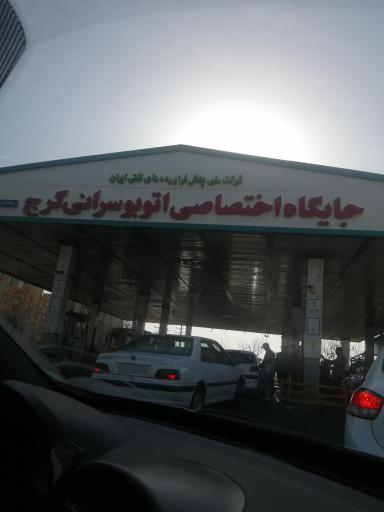 شرکت ملی پخش فرآورده های نفتی ایران
جایگاه اختصاصی اتوبوسرانی کرج